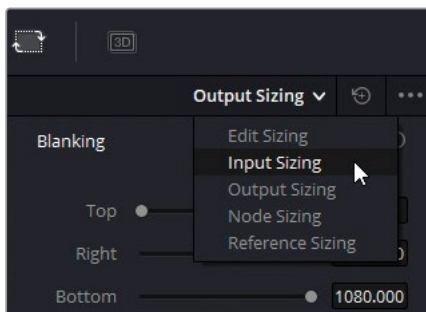 3D
Output Sizing
Blanking
Edit Sizing
Input Sizing
Output Sizing
Node Sizing
Reference Sizing
Top
Right
Bottom 1080.000